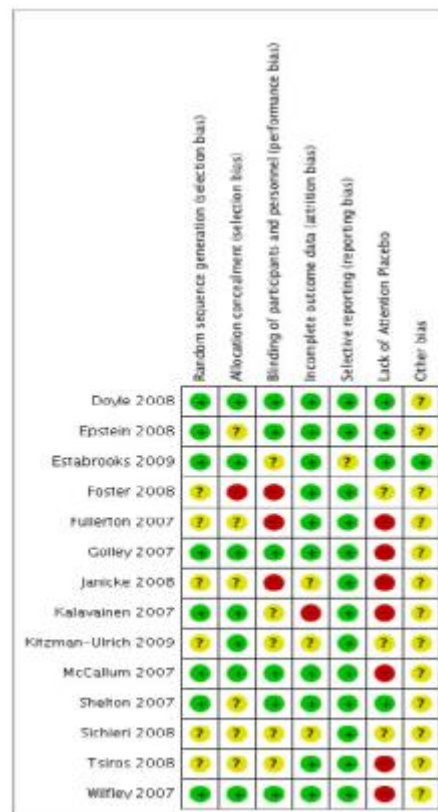 Random sequence generation (selection bias)
Allocation concealment (selection bias)
Blinding of participants and personnel (performance bias)
Incomplete outcome data (attrition bias)
Selective reporting (reporting bias)
Lack of Attention Placebo
Other bias
Doyle 2008 + + + + + + ?
Epstein 2008 + ? + + + + ?
Estabrooks 2009 + + ? + ? + +
Foster 2008 ? + + ? ?
Fullerton 2007 ? ? + + ?
Golley 2007 + + + + + ?
Janicke 2008 ? ? ? + ?
Kalavainen 2007 + + ? + ?
Kitzman-Ulrich 2009 ? + ? ? + ? ?
McCallum 2007 + + + + + ?
Shelton 2007 + ? + + + + ?
Sichieri 2008 ? ? ? ? + ? ?
Tsiros 2008 ? ? ? + + ?
Wilfley 2007 + + + + + ?